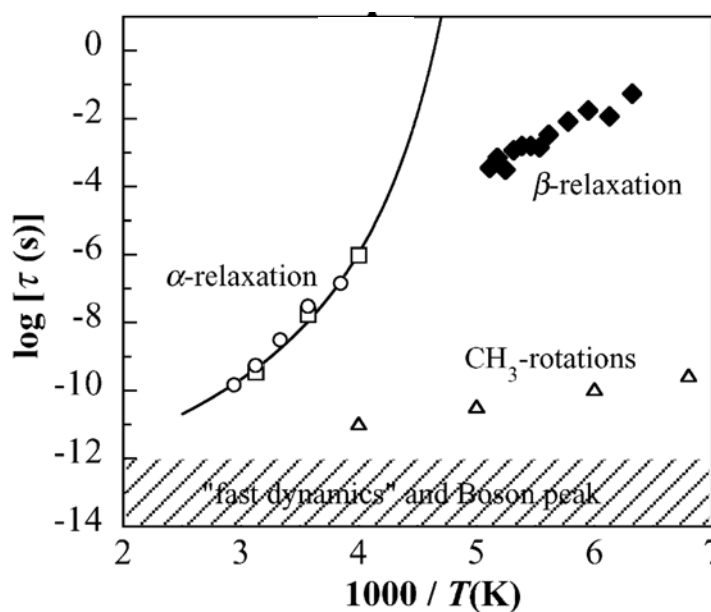 0
-2
-4
-6
-8
-10
-12
-14
log [τ (s)]
β-relaxation
α-relaxation
CH₃-rotations
"fast dynamics" and Boson peak
2 3 4 5 6 7
1000 / T(K)